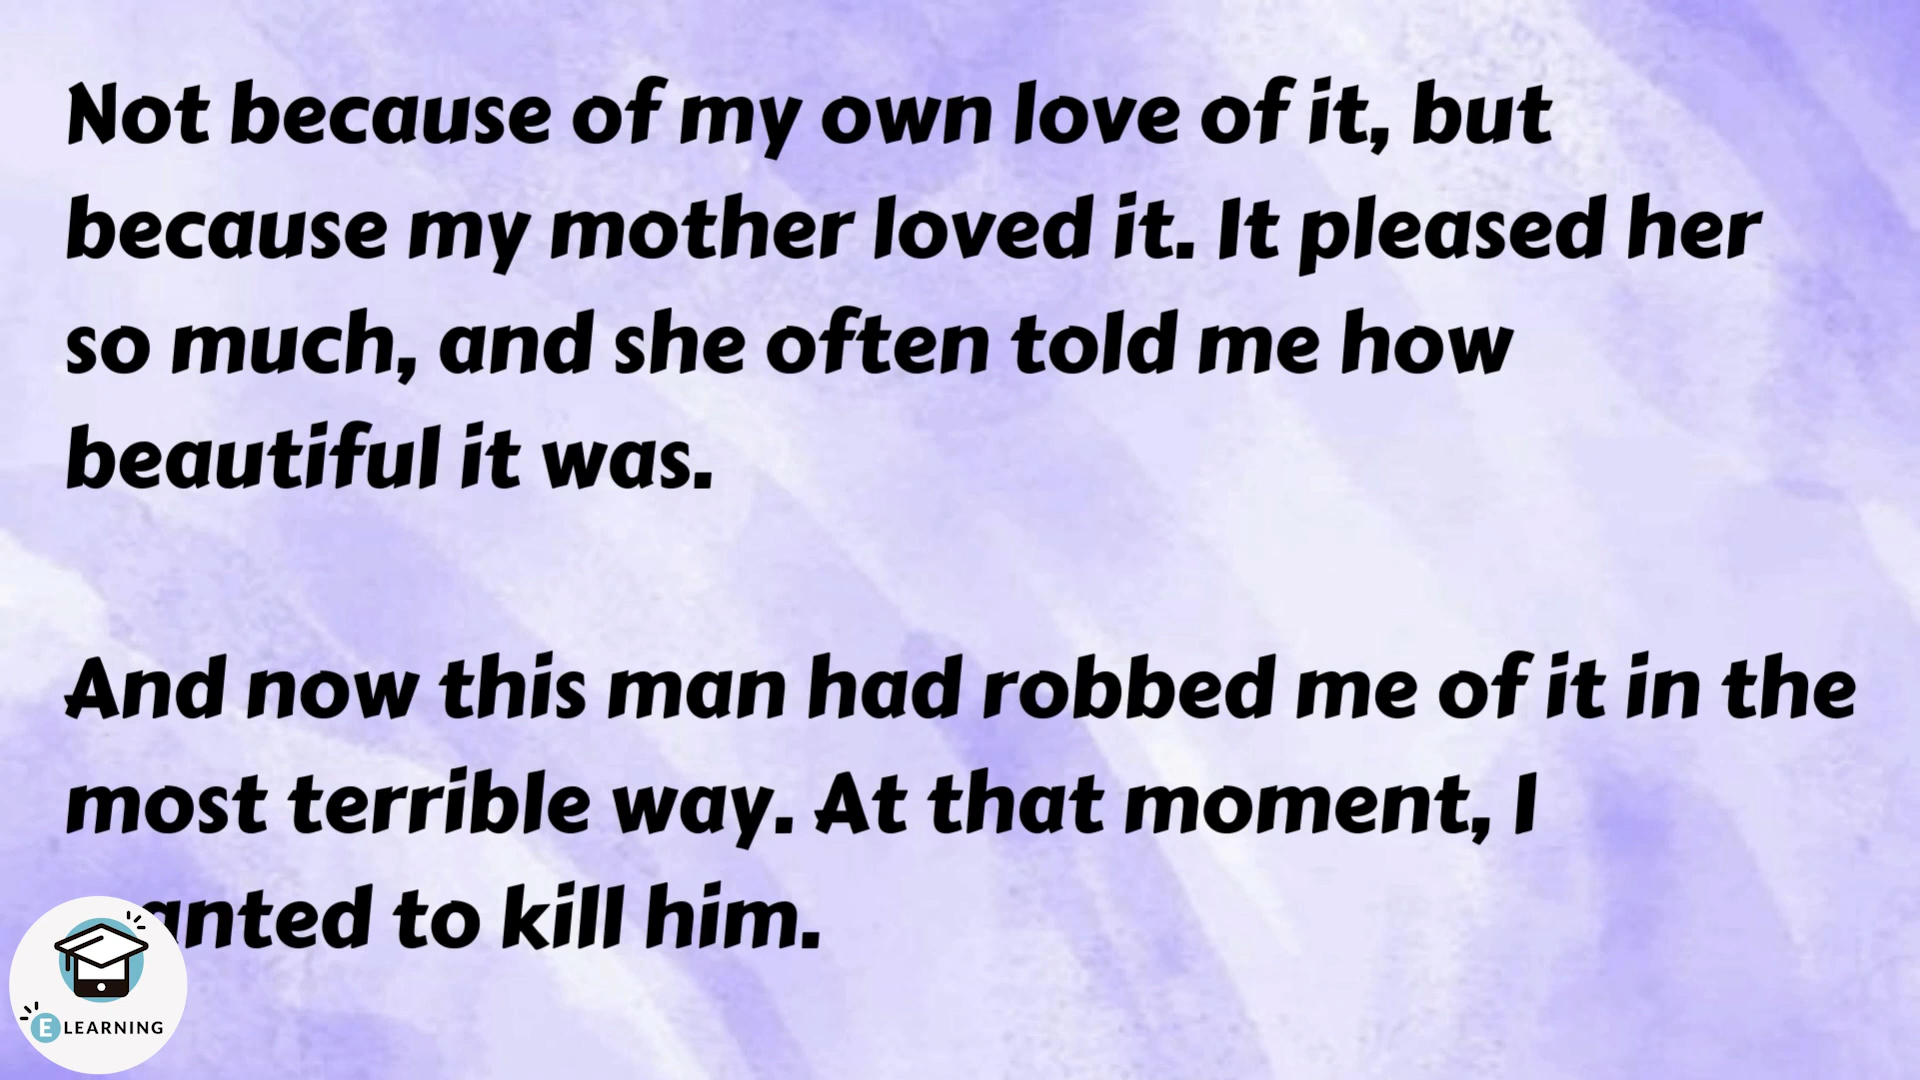 Not because of my own love of it, but
because my mother loved it. It pleased her
so much, and she often told me how
beautiful it was.
And now this man had robbed me of it in the
most terrible way. At that moment, I
anted to kill him.
E LEARNING